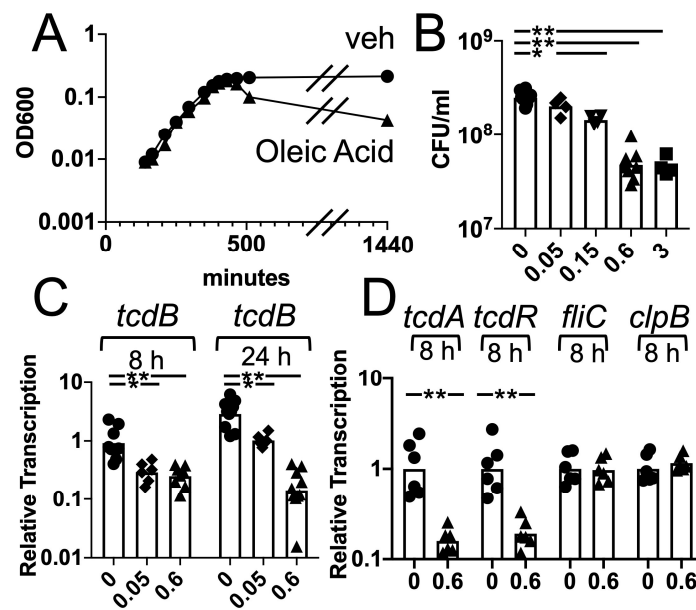 A
veh
Oleic Acid
OD600
1
0.1
0.01
0.001
0
500
1440
minutes
B
**
**
*
CFU/ml
10⁹
10⁸
10⁷
0
0.05
0.15
0.6
3
C
tcdB
tcdB
8 h
24 h
**
*
**
*
Relative Transcription
10
1
0.1
0.01
0
0.05
0.6
0
0.05
0.6
D
tcdA tcdR fliC clpB
8 h 8 h 8 h 8 h
** **
Relative Transcription
10
1
0.1
0 0.6 0 0.6 0 0.6 0 0.6